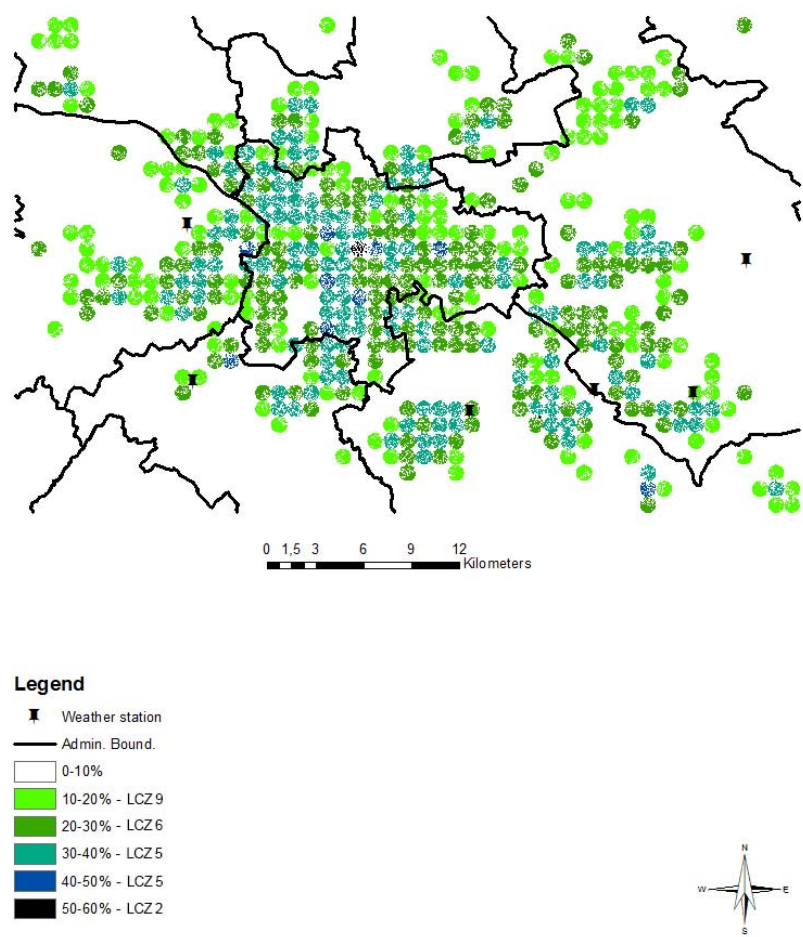 0 1,5 3 6 9 12
Kilometers
Legend
Weather station
Admin. Bound.
0-10%
10-20% - LCZ 9
20-30% - LCZ 6
30-40% - LCZ 5
40-50% - LCZ 5
50-60% - LCZ 2
N
W E
S